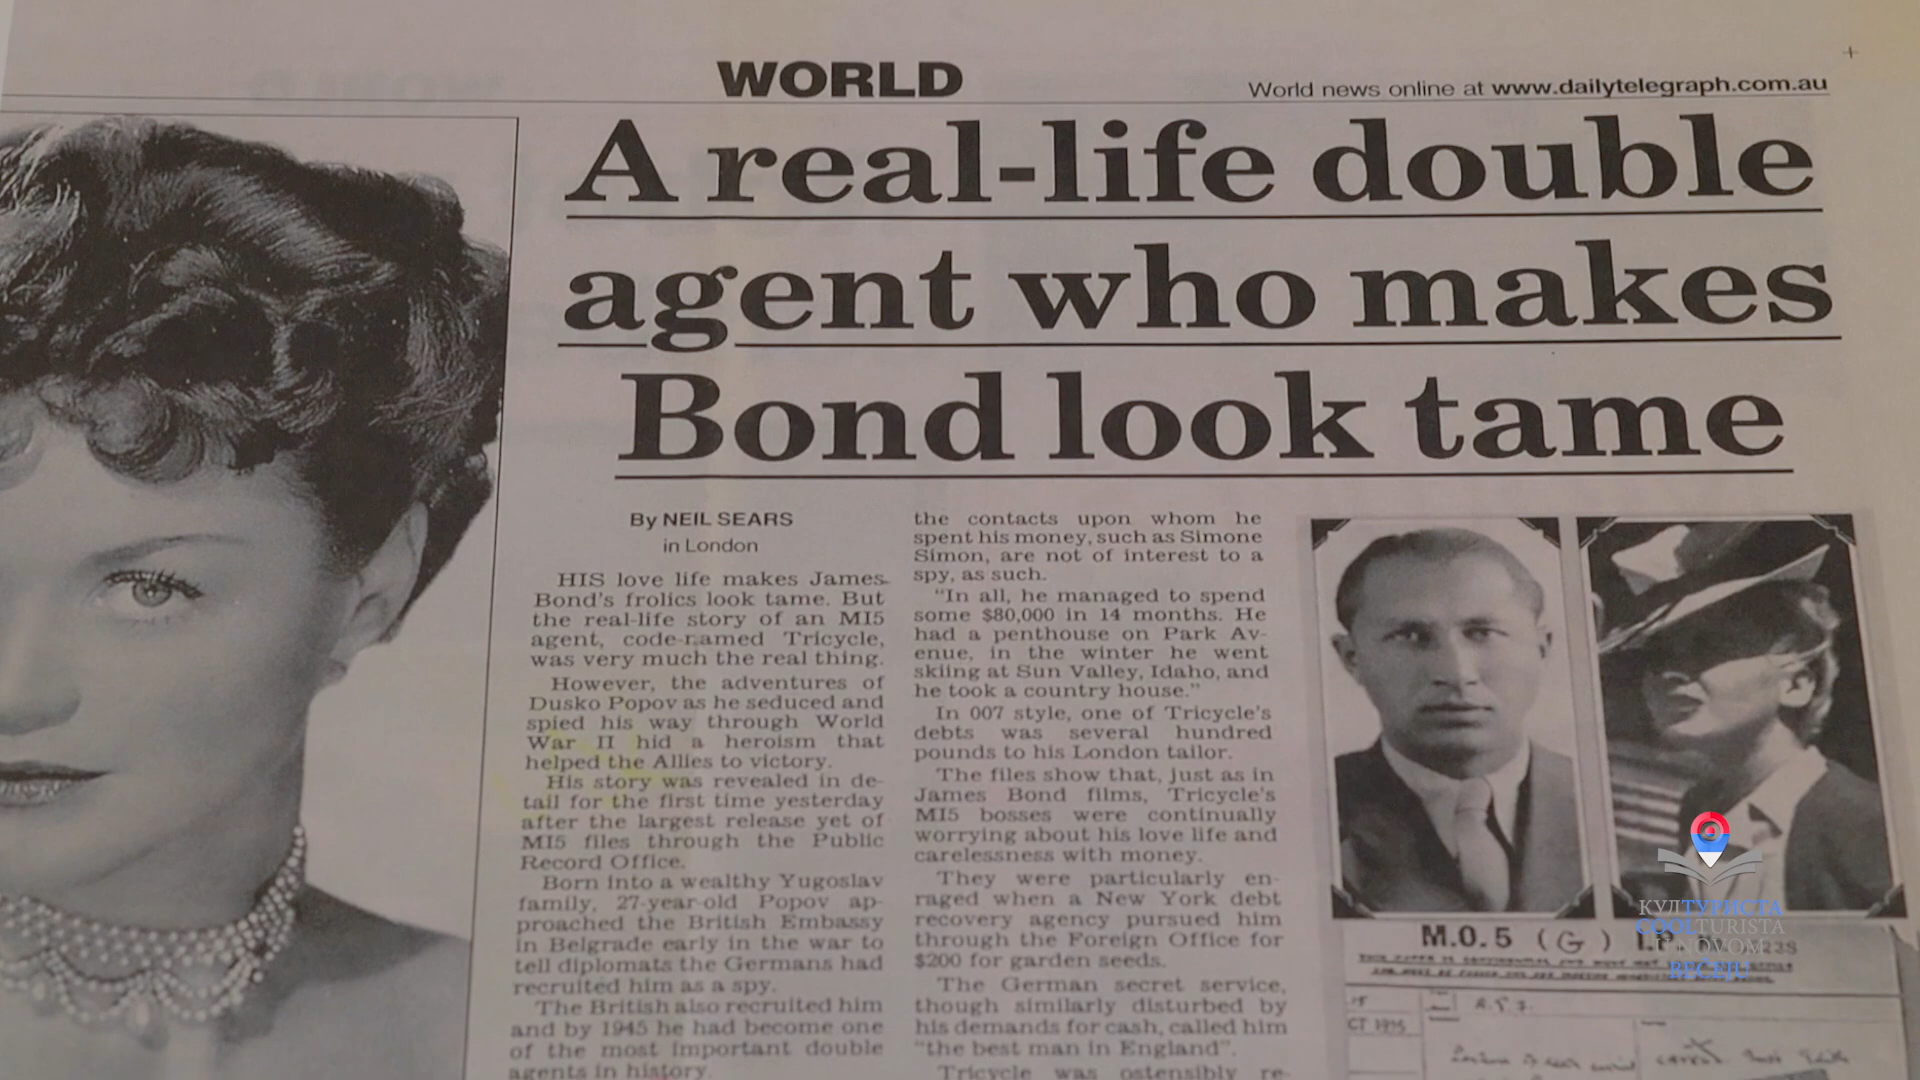 WORLD
World news online at www.dailytelegraph.com.au
A real-life double
agent who makes
Bond look tame
By NEIL SEARS
in London
HIS love life makes James
Bond's frolics look tame. But
the real-life story of an MI5
agent, code-named Tricycle,
was very much the real thing.
However, the adventures of
Dusko Popov as he seduced and
spied his way through World
War II hid a heroism that
helped the Allies to victory.
His story was revealed in de-
tail for the first time yesterday
after the largest release yet of
MI5 files through the Public
Record Office.
Born into a wealthy Yugoslav
family, 27-year-old Popov ap-
proached the British Embassy
in Belgrade early in the war to
tell diplomats the Germans had
recruited him as a spy.
The British also recruited him
and by 1945 he had become one
of the most important double
agents in history.
the contacts upon whom he
spent his money, such as Simone
Simon, are not of interest to a
spy, as such.
"In all, he managed to spend
some $80,000 in 14 months. He
had a penthouse on Park Av-
enue, in the winter he went
skiing at Sun Valley, Idaho, and
he took a country house."
In 007 style, one of Tricycle's
debts was several hundred
pounds to his London tailor.
The files show that, just as in
James Bond films, Tricycle's
MI5 bosses were continually
worrying about his love life and
carelessness with money.
They were particularly en-
raged when a New York debt
recovery agency pursued him
through the Foreign Office for
$200 for garden seeds.
The German secret service,
though similarly disturbed by
his demands for cash, called him
"the best man in England".
Tricycle was ostensibly re-
M.O.5 (G)
КУЛТУРИСТА
COOLTURISTA
U NOVOM
BEČEJU